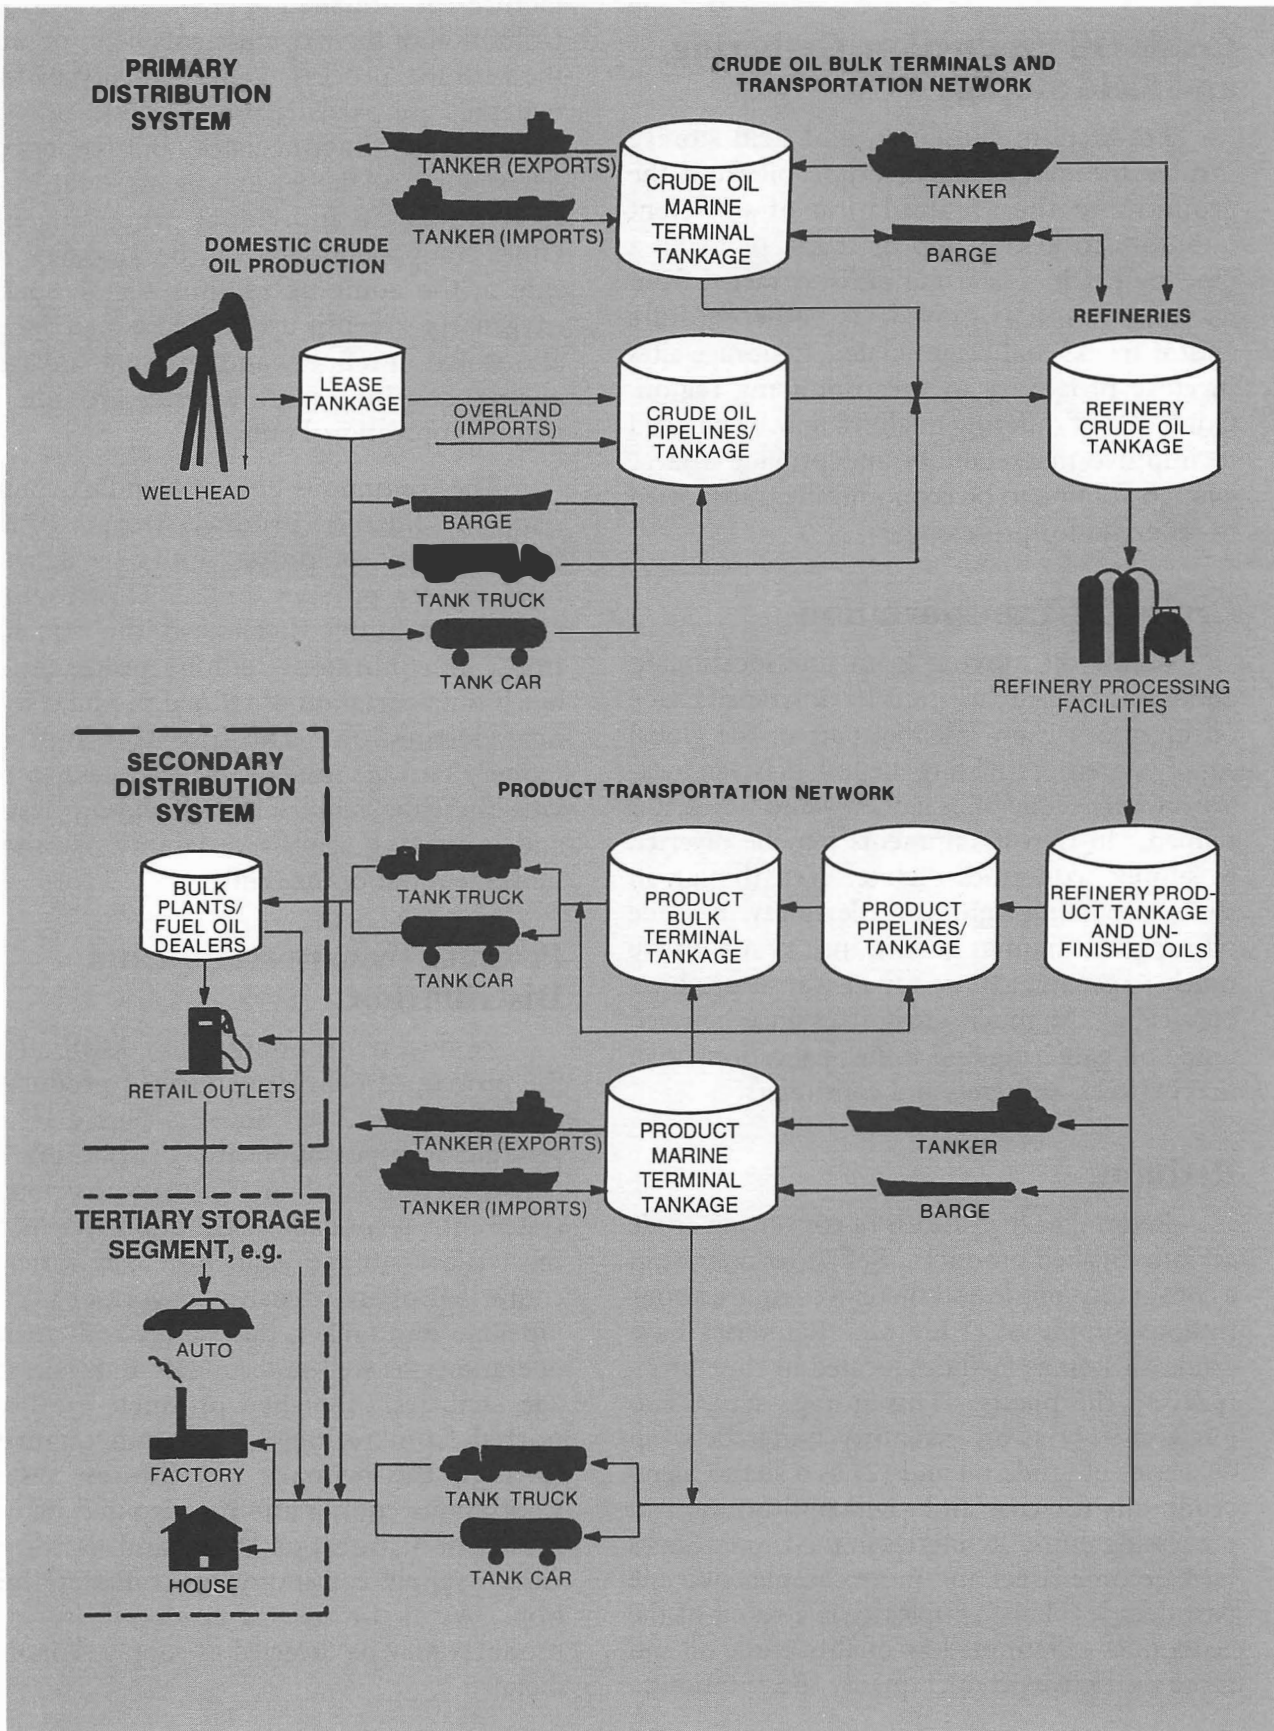 PRIMARY
DISTRIBUTION
SYSTEM
CRUDE OIL BULK TERMINALS AND
TRANSPORTATION NETWORK
TANKER (EXPORTS)
TANKER (IMPORTS)
CRUDE OIL
MARINE
TERMINAL
TANKAGE
TANKER
BARGE
DOMESTIC CRUDE
OIL PRODUCTION
WELLHEAD
LEASE
TANKAGE
OVERLAND
(IMPORTS)
CRUDE OIL
PIPELINES/
TANKAGE
REFINERIES
REFINERY
CRUDE OIL
TANKAGE
BARGE
TANK TRUCK
TANK CAR
REFINERY PROCESSING
FACILITIES
SECONDARY
DISTRIBUTION
SYSTEM
PRODUCT TRANSPORTATION NETWORK
BULK
PLANTS/
FUEL OIL
DEALERS
TANK TRUCK
TANK CAR
PRODUCT
BULK
TERMINAL
TANKAGE
PRODUCT
PIPELINES/
TANKAGE
REFINERY PROD-
UCT TANKAGE
AND UN-
FINISHED OILS
RETAIL OUTLETS
TANKER (EXPORTS)
TANKER (IMPORTS)
PRODUCT
MARINE
TERMINAL
TANKAGE
TANKER
BARGE
TERTIARY STORAGE
SEGMENT, e.g.
AUTO
FACTORY
HOUSE
TANK TRUCK
TANK CAR